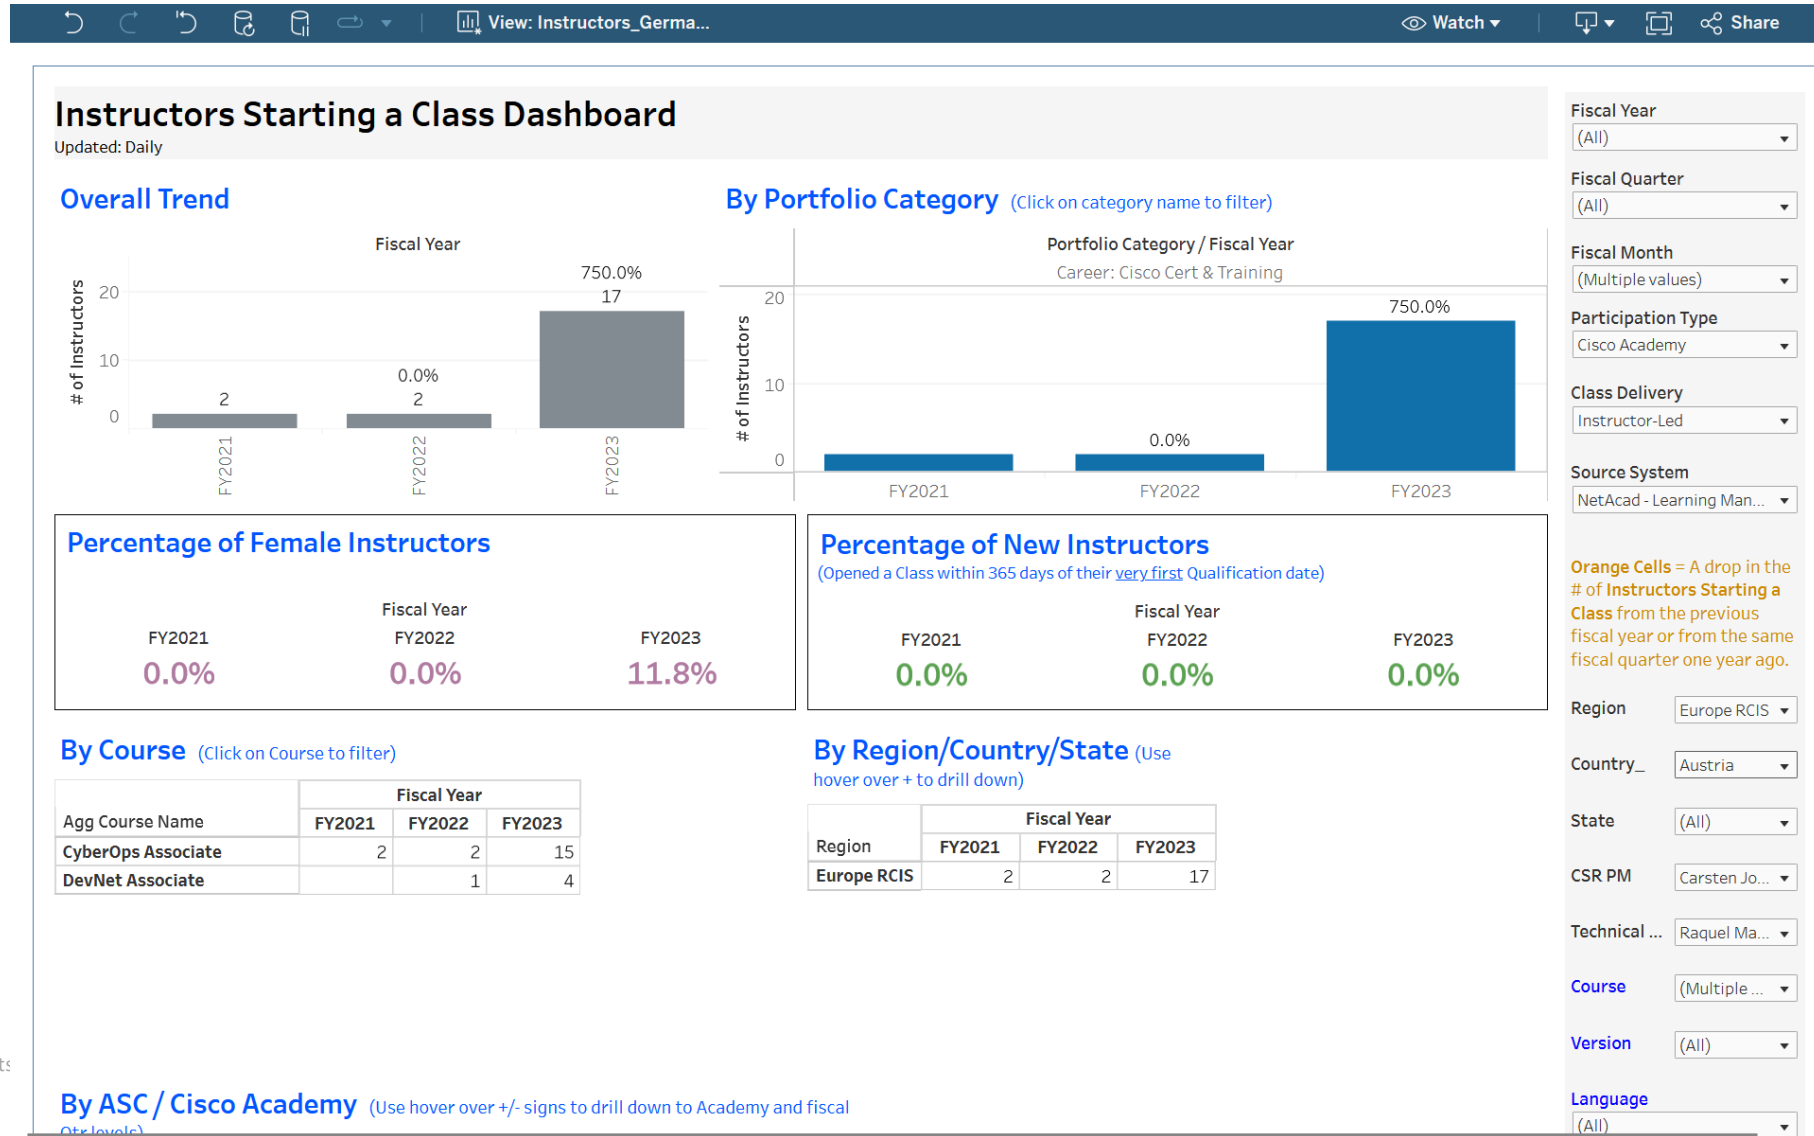 View: Instructors_Germa...
Watch
Share
Instructors Starting a Class Dashboard
Updated: Daily
Overall Trend
Fiscal Year
# of Instructors
20
10
0
2
0.0%
2
750.0%
17
FY2021
FY2022
FY2023
By Portfolio Category (Click on category name to filter)
Portfolio Category / Fiscal Year
Career: Cisco Cert & Training
# of Instructors
20
10
0
0.0%
750.0%
FY2021
FY2022
FY2023
Percentage of Female Instructors
Fiscal Year
FY2021 FY2022 FY2023
0.0% 0.0% 11.8%
Percentage of New Instructors
(Opened a Class within 365 days of their very first Qualification date)
Fiscal Year
FY2021 FY2022 FY2023
0.0% 0.0% 0.0%
By Course (Click on Course to filter)
Fiscal Year
Agg Course Name FY2021 FY2022 FY2023
CyberOps Associate 2 2 15
DevNet Associate 1 4
By Region/Country/State (Use
hover over + to drill down)
Fiscal Year
Region FY2021 FY2022 FY2023
Europe RCIS 2 2 17
By ASC / Cisco Academy (Use hover over +/- signs to drill down to Academy and fiscal
Qtr levels)
ts
Fiscal Year
(All)
Fiscal Quarter
(All)
Fiscal Month
(Multiple values)
Participation Type
Cisco Academy
Class Delivery
Instructor-Led
Source System
NetAcad - Learning Man...
Orange Cells = A drop in the
# of Instructors Starting a
Class from the previous
fiscal year or from the same
fiscal quarter one year ago.
Region Europe RCIS
Country_ Austria
State (All)
CSR PM Carsten Jo...
Technical ... Raquel Ma...
Course (Multiple ...
Version (All)
Language
(All)